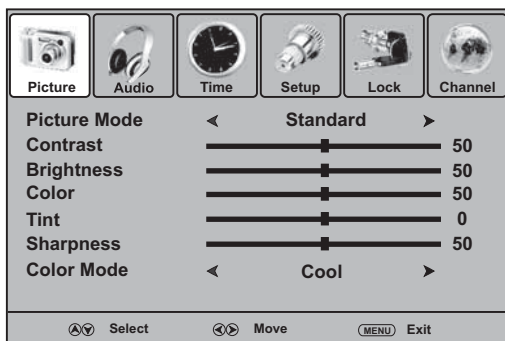 Picture Audio Time Setup Lock Channel
Picture Mode Standard
Contrast 50
Brightness 50
Color 50
Tint 0
Sharpness 50
Color Mode Cool
Select Move MENU Exit